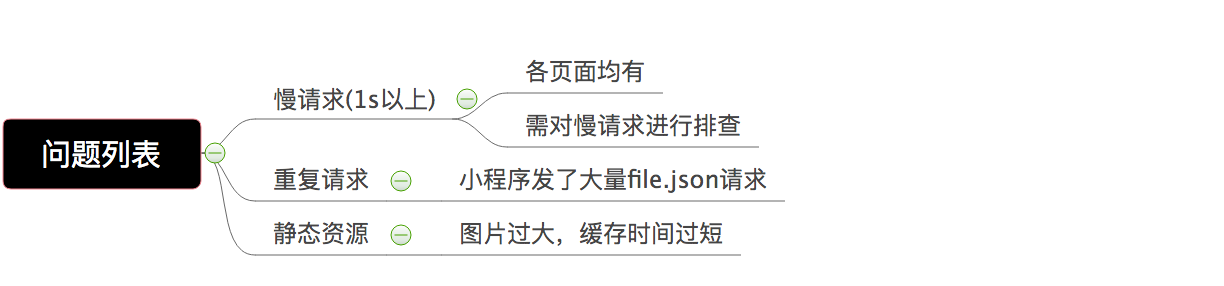 问题列表
慢请求(1s以上)
各页面均有
需对慢请求进行排查
重复请求
小程序发了大量file.json请求
静态资源
图片过大，缓存时间过短